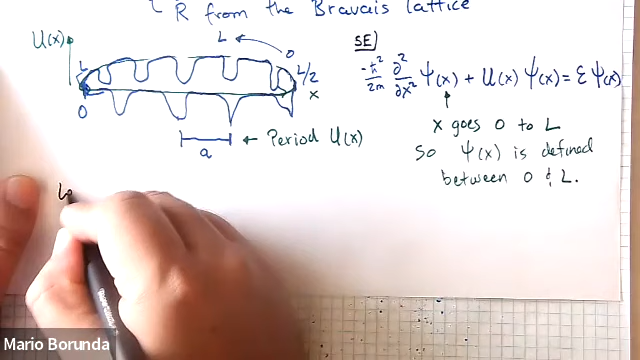 R from the Bravais lattice
U(x)
L
L
0
L/2
x
0
a
← Period U(x)
SE)
-ħ²/2m ∂²/∂x² Ψ(x) + U(x) Ψ(x) = ε Ψ(x)
x goes 0 to L
so Ψ(x) is defined
between 0 & L.
Mario Borunda